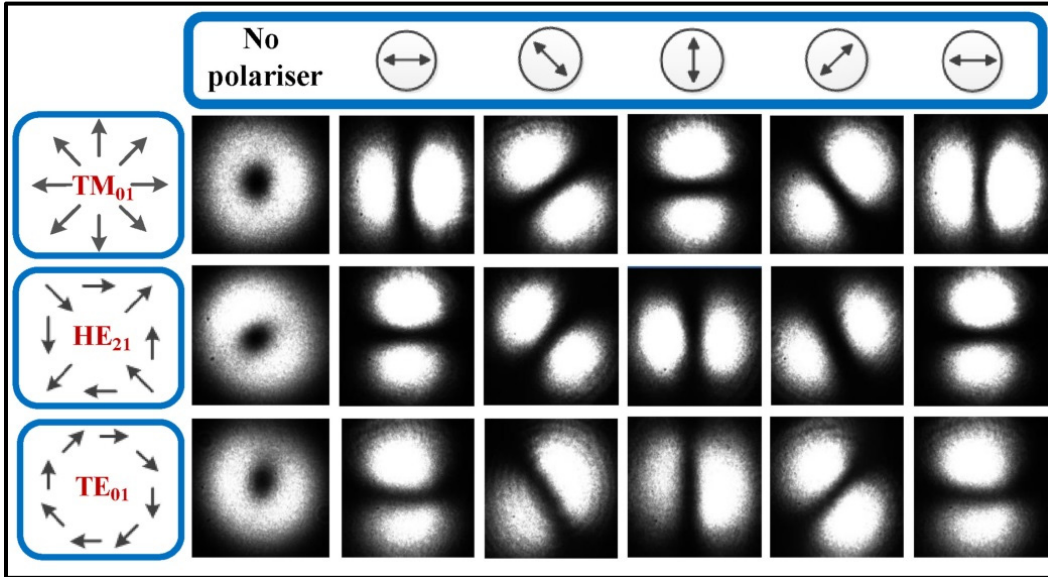 No
polariser
TM₀₁
HE₂₁
TE₀₁